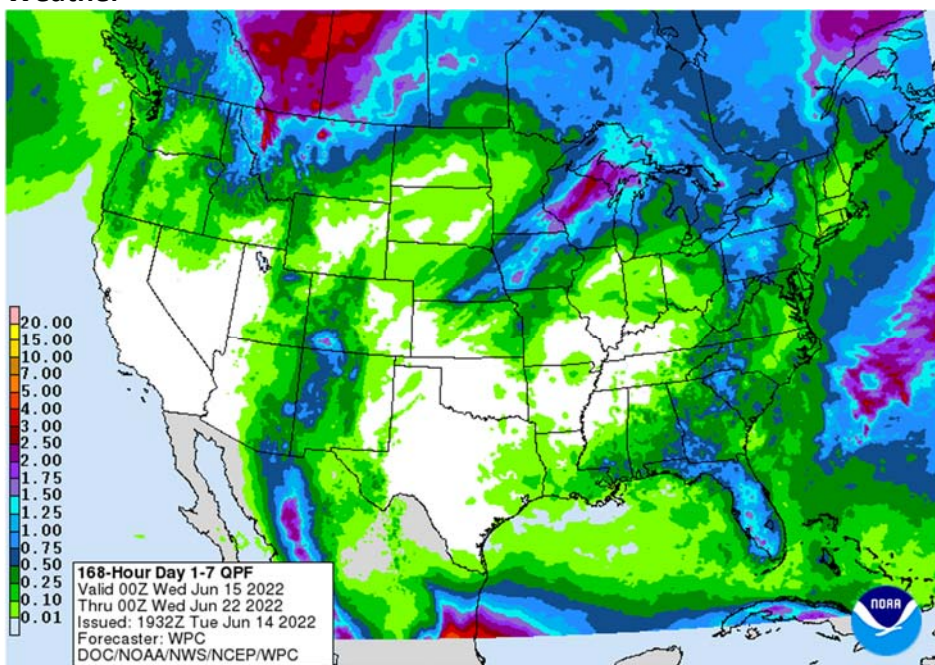 Weather
20.00
15.00
10.00
7.00
5.00
4.00
3.00
2.50
2.00
1.75
1.50
1.25
1.00
0.75
0.50
0.25
0.10
0.01
168-Hour Day 1-7 QPF
Valid 00Z Wed Jun 15 2022
Thru 00Z Wed Jun 22 2022
Issued: 1932Z Tue Jun 14 2022
Forecaster: WPC
DOC/NOAA/NWS/NCEP/WPC
NOAA